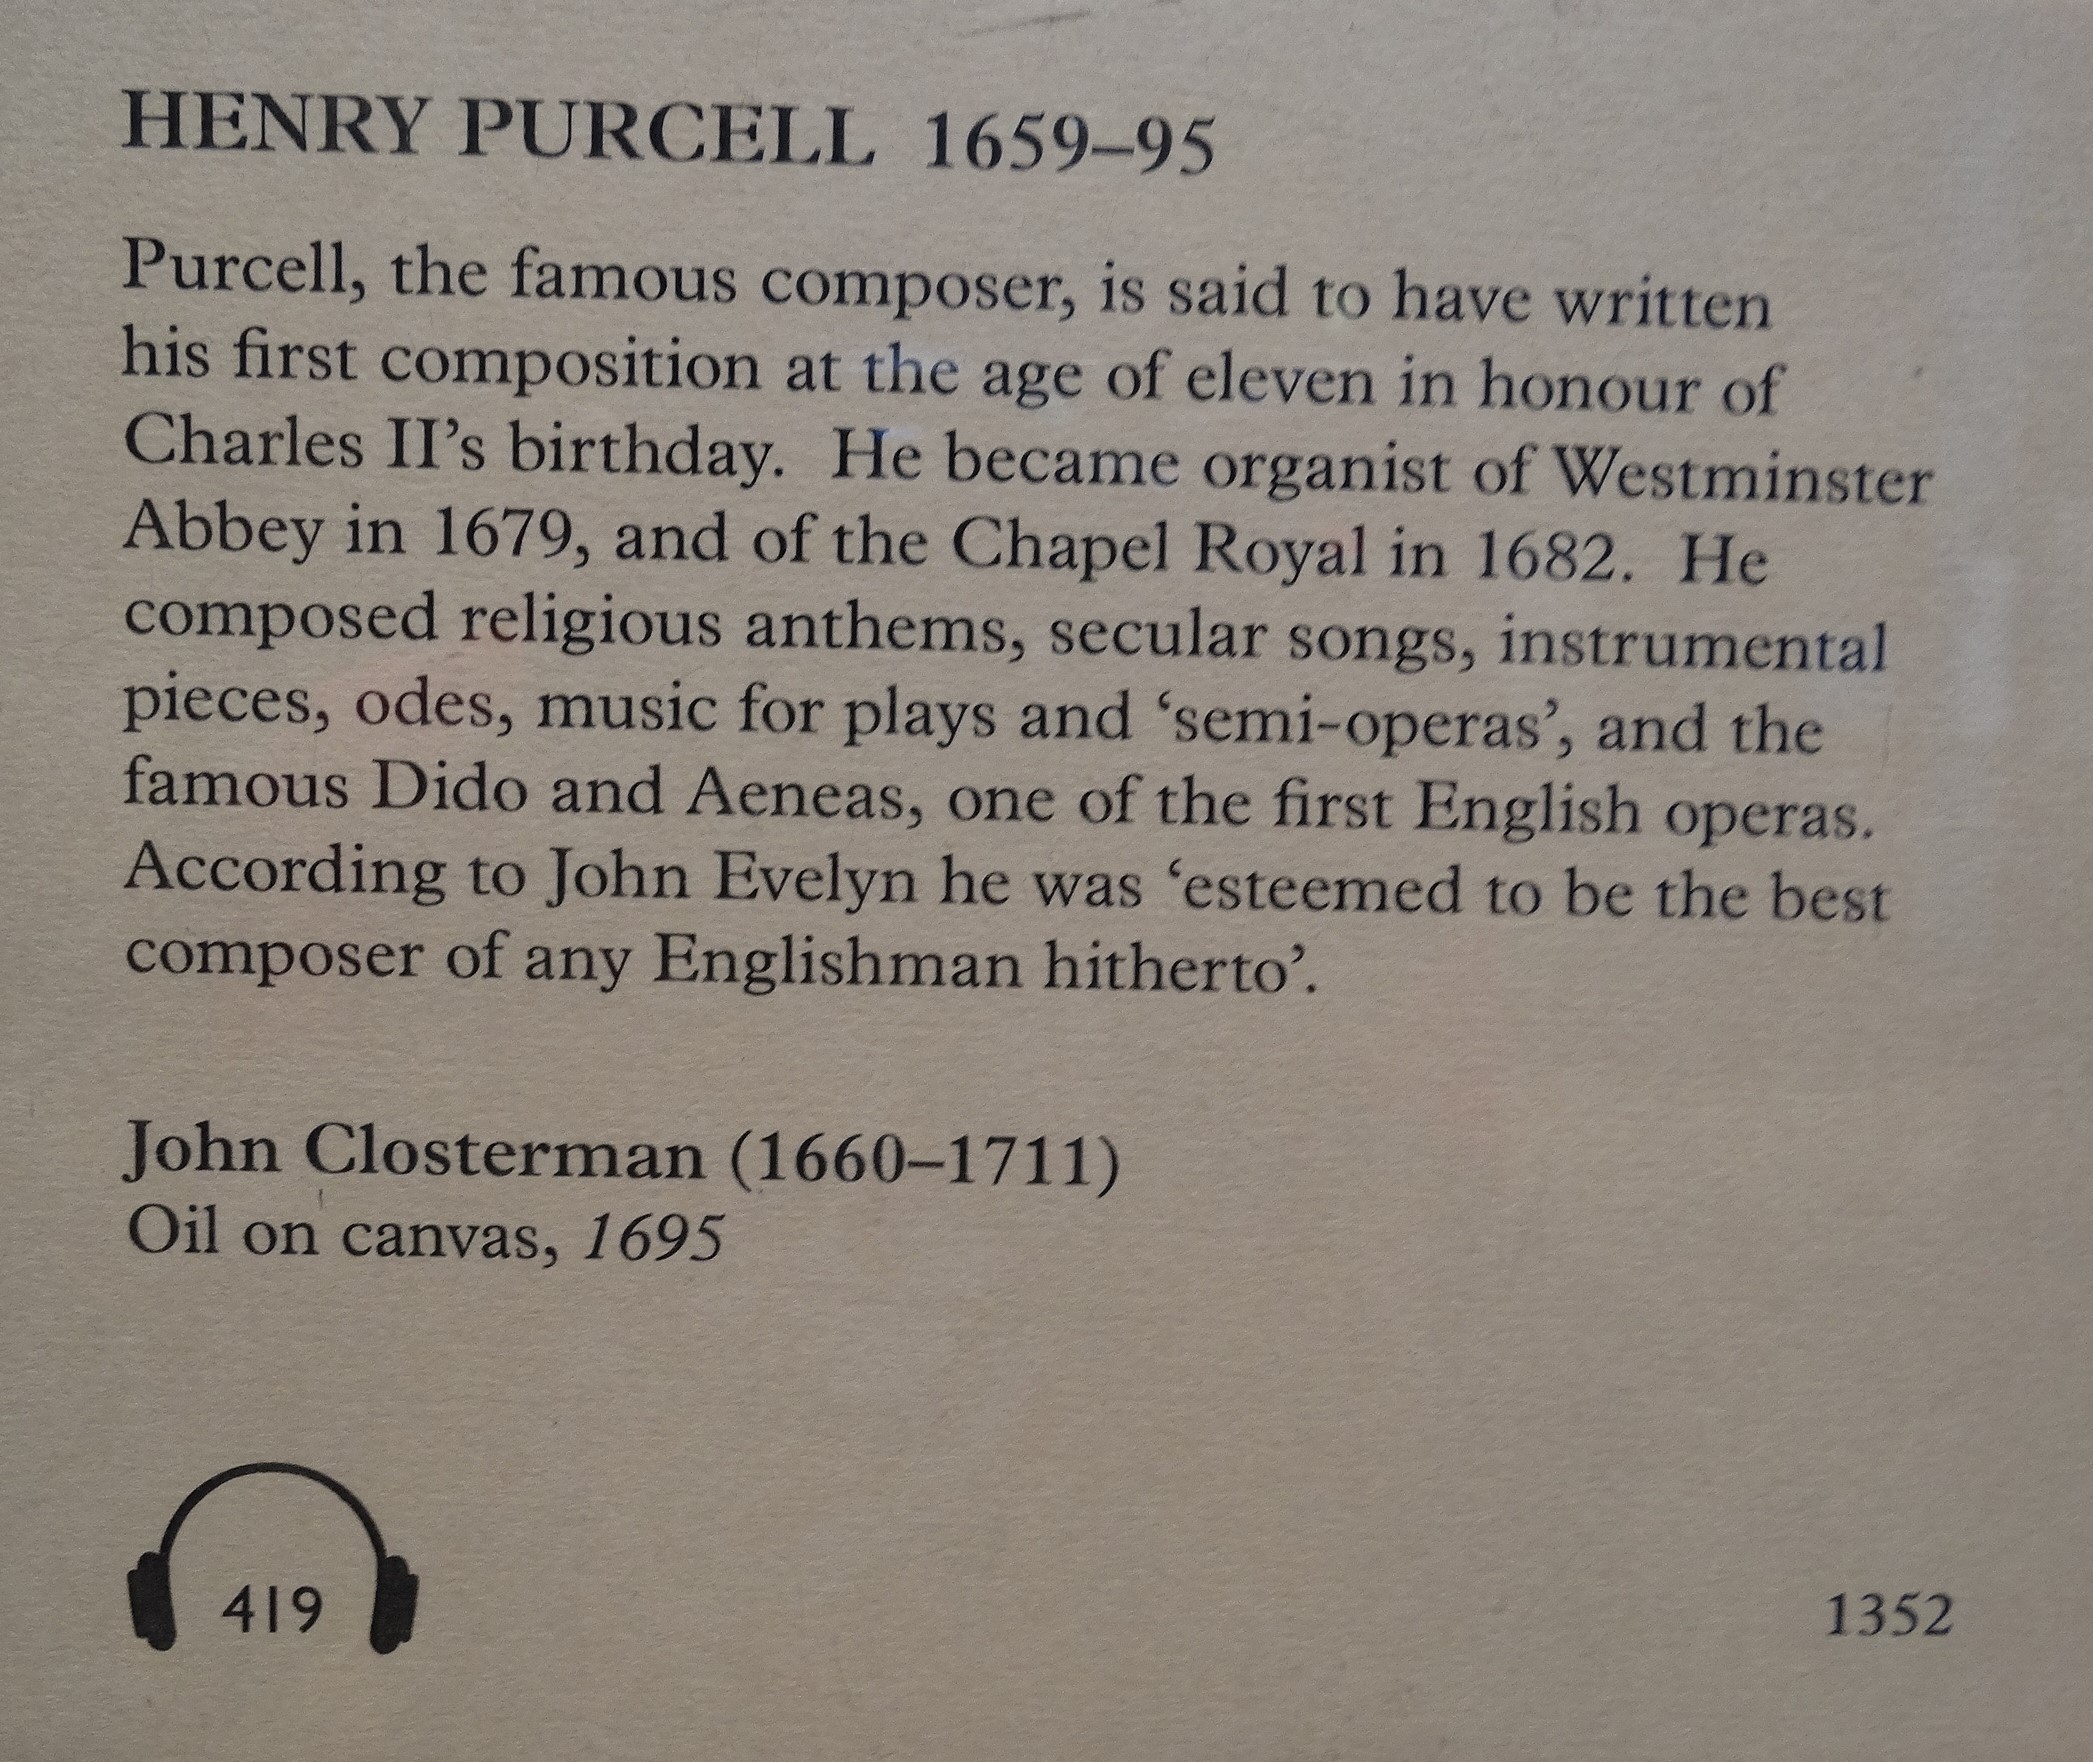 HENRY PURCELL 1659–95
Purcell, the famous composer, is said to have written
his first composition at the age of eleven in honour of
Charles II’s birthday. He became organist of Westminster
Abbey in 1679, and of the Chapel Royal in 1682. He
composed religious anthems, secular songs, instrumental
pieces, odes, music for plays and ‘semi-operas’, and the
famous Dido and Aeneas, one of the first English operas.
According to John Evelyn he was ‘esteemed to be the best
composer of any Englishman hitherto’.
John Closterman (1660–1711)
Oil on canvas, 1695
419
1352